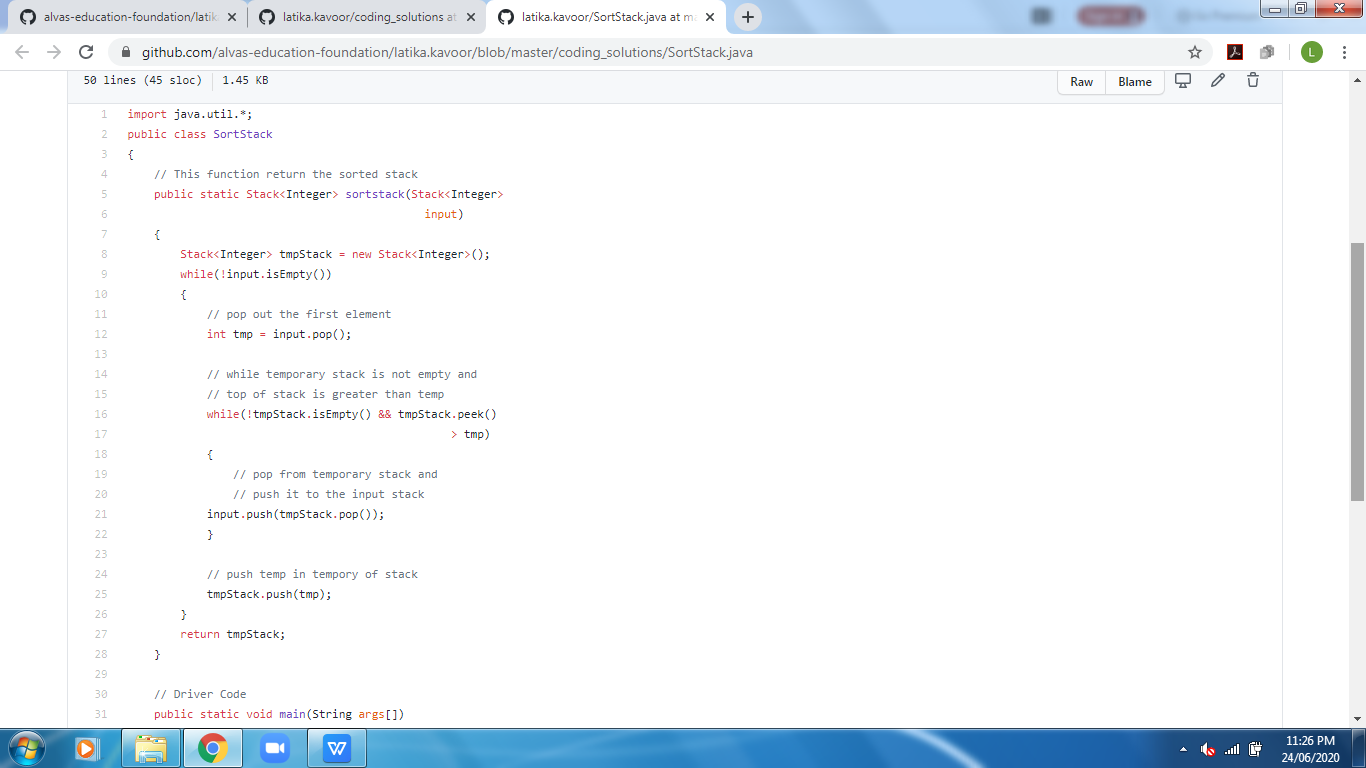 alvas-education-foundation/latik
latika.kavoor/coding_solutions at
latika.kavoor/SortStack.java at ma
github.com/alvas-education-foundation/latika.kavoor/blob/master/coding_solutions/SortStack.java
L
50 lines (45 sloc) 1.45 KB
Raw Blame
1 import java.util.*;
2 public class SortStack
3 {
4 // This function return the sorted stack
5 public static Stack<Integer> sortstack(Stack<Integer>
6 input)
7 {
8 Stack<Integer> tmpStack = new Stack<Integer>();
9 while(!input.isEmpty())
10 {
11 // pop out the first element
12 int tmp = input.pop();
13
14 // while temporary stack is not empty and
15 // top of stack is greater than temp
16 while(!tmpStack.isEmpty() && tmpStack.peek()
17 > tmp)
18 {
19 // pop from temporary stack and
20 // push it to the input stack
21 input.push(tmpStack.pop());
22 }
23
24 // push temp in tempory of stack
25 tmpStack.push(tmp);
26 }
27 return tmpStack;
28 }
29
30 // Driver Code
31 public static void main(String args[])
W
11:26 PM
24/06/2020